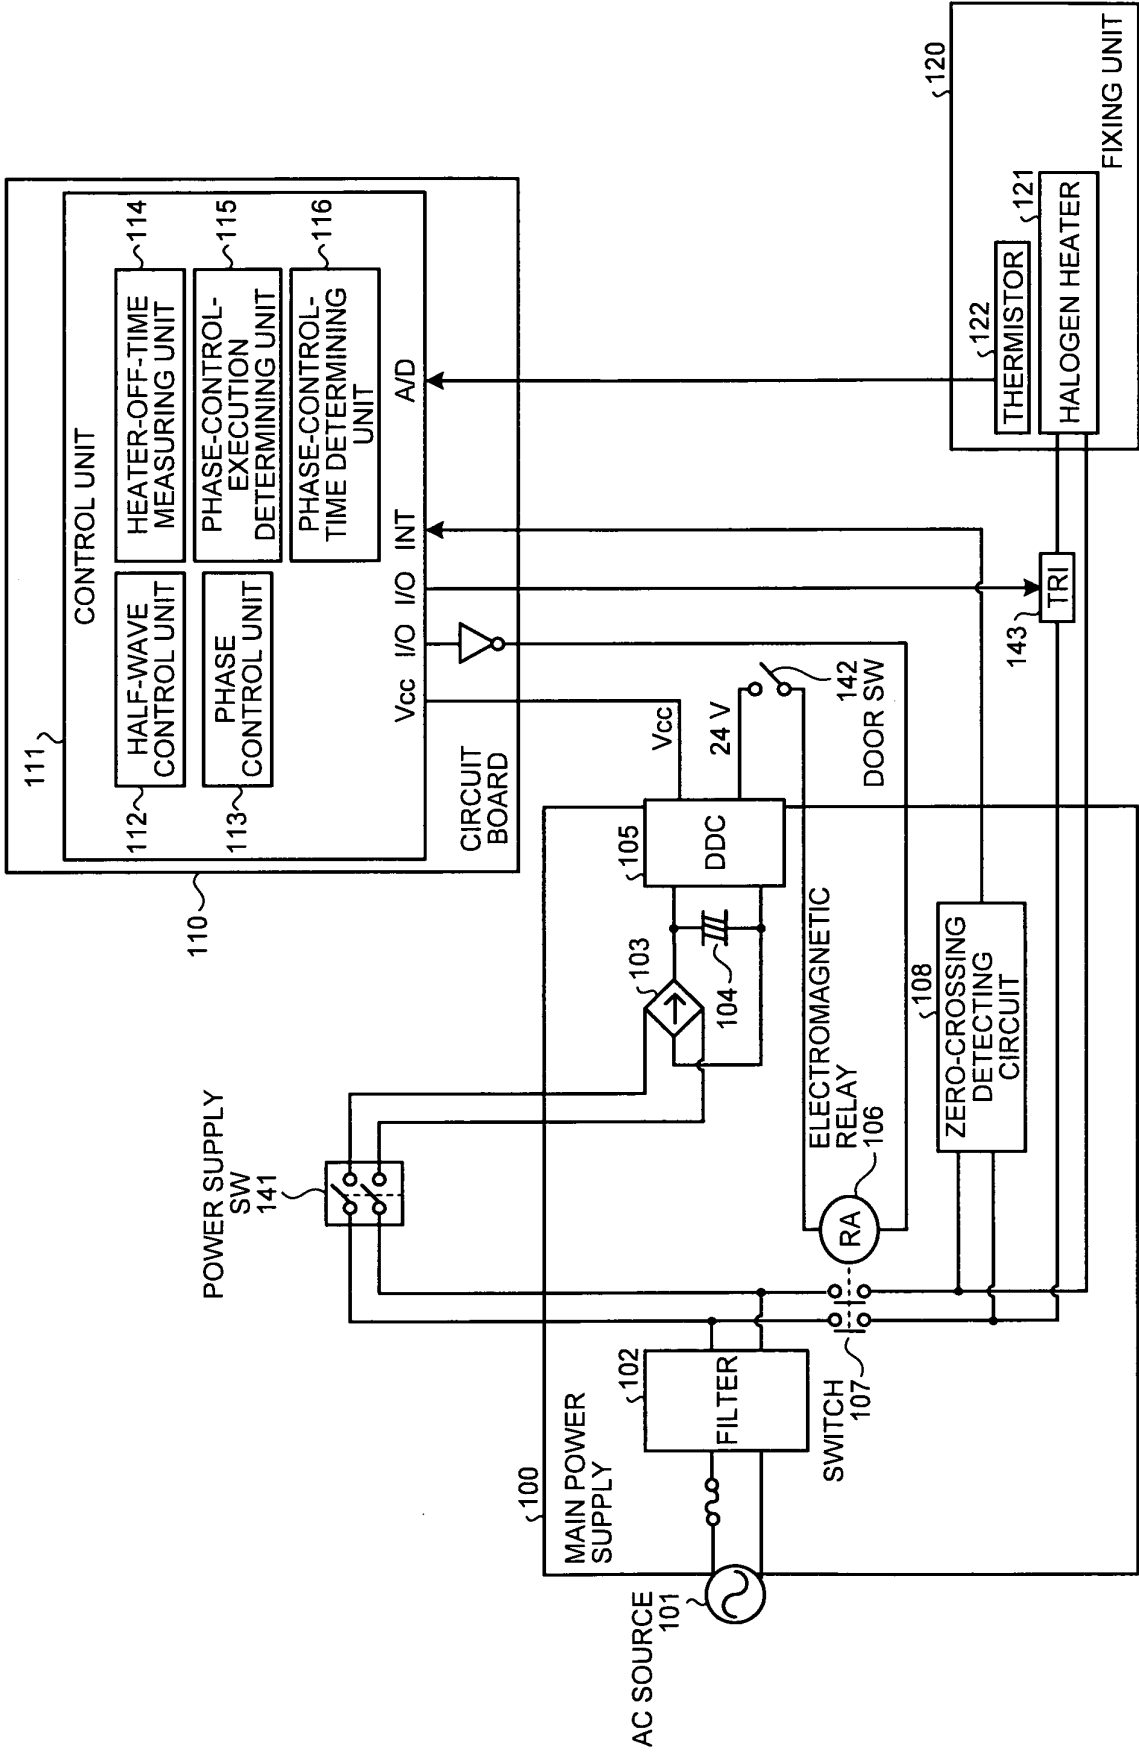 110
111
CONTROL UNIT
112
HALF-WAVE
CONTROL UNIT
HEATER-OFF-TIME
MEASURING UNIT
114
113
PHASE
CONTROL UNIT
PHASE-CONTROL-
EXECUTION
DETERMINING UNIT
115
PHASE-CONTROL-
TIME DETERMINING
UNIT
116
Vcc
I/O
I/O
INT
A/D
CIRCUIT
BOARD
POWER SUPPLY
SW
141
100
MAIN POWER
SUPPLY
AC SOURCE
101
102
FILTER
103
104
105
DDC
Vcc
24 V
142
DOOR SW
SWITCH
107
ELECTROMAGNETIC
RELAY
106
RA
108
ZERO-CROSSING
DETECTING
CIRCUIT
143
TRI
120
122
THERMISTOR
121
HALOGEN HEATER
FIXING UNIT